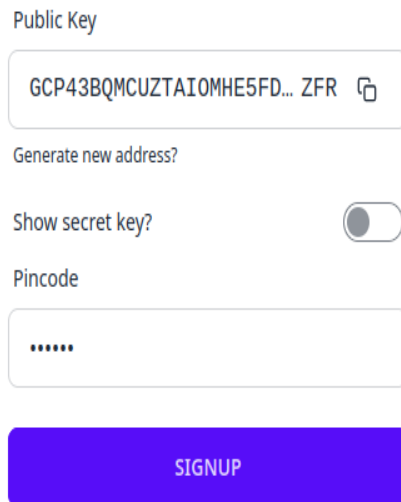 Public Key
GCP43BQMCUZTAIOMHE5FD… ZFR
Generate new address?
Show secret key?
Pincode
••••••
SIGNUP